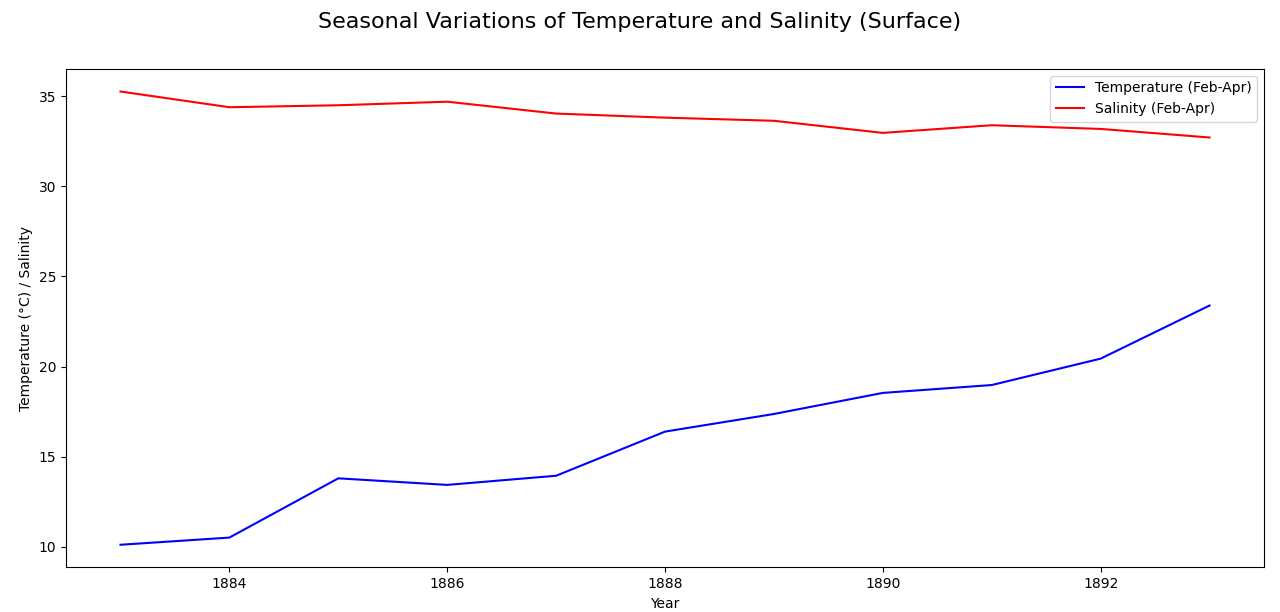 Seasonal Variations of Temperature and Salinity (Surface)
Temperature (Feb-Apr)
Salinity (Feb-Apr)
Temperature (°C) / Salinity
35
30
25
20
15
10
1884
1886
1888
1890
1892
Year